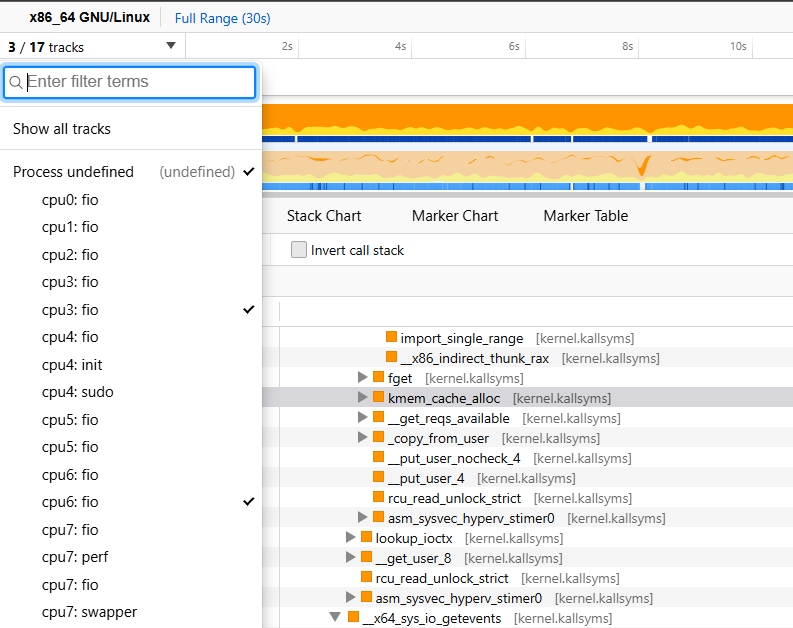 x86_64 GNU/Linux Full Range (30s)
3 / 17 tracks 2s 4s 6s 8s 10s
Enter filter terms
Show all tracks
Process undefined (undefined)
cpu0: fio
cpu1: fio
cpu2: fio
cpu3: fio
cpu3: fio
cpu4: fio
cpu4: init
cpu4: sudo
cpu5: fio
cpu5: fio
cpu6: fio
cpu6: fio
cpu7: fio
cpu7: perf
cpu7: fio
cpu7: swapper
Stack Chart Marker Chart Marker Table
Invert call stack
import_single_range [kernel.kallsyms]
__x86_indirect_thunk_rax [kernel.kallsyms]
fget [kernel.kallsyms]
kmem_cache_alloc [kernel.kallsyms]
__get_reqs_available [kernel.kallsyms]
_copy_from_user [kernel.kallsyms]
__put_user_nocheck_4 [kernel.kallsyms]
__put_user_4 [kernel.kallsyms]
rcu_read_unlock_strict [kernel.kallsyms]
asm_sysvec_hyperv_stimer0 [kernel.kallsyms]
lookup_ioctx [kernel.kallsyms]
__get_user_8 [kernel.kallsyms]
rcu_read_unlock_strict [kernel.kallsyms]
asm_sysvec_hyperv_stimer0 [kernel.kallsyms]
__x64_sys_io_getevents [kernel.kallsyms]